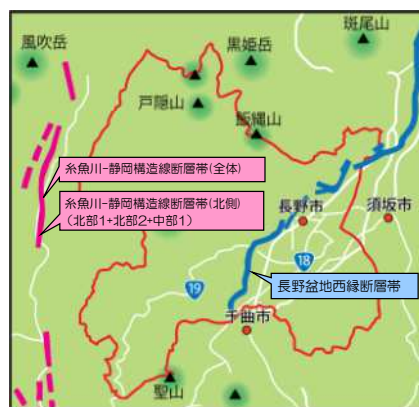 斑尾山
風吹岳
黒姫岳
戸隠山
飯縄山
糸魚川-静岡構造線断層帯(全体)
糸魚川-静岡構造線断層帯(北側)
(北部1+北部2+中部1)
長野市
須坂市
18
長野盆地西縁断層帯
19
千曲市
聖山